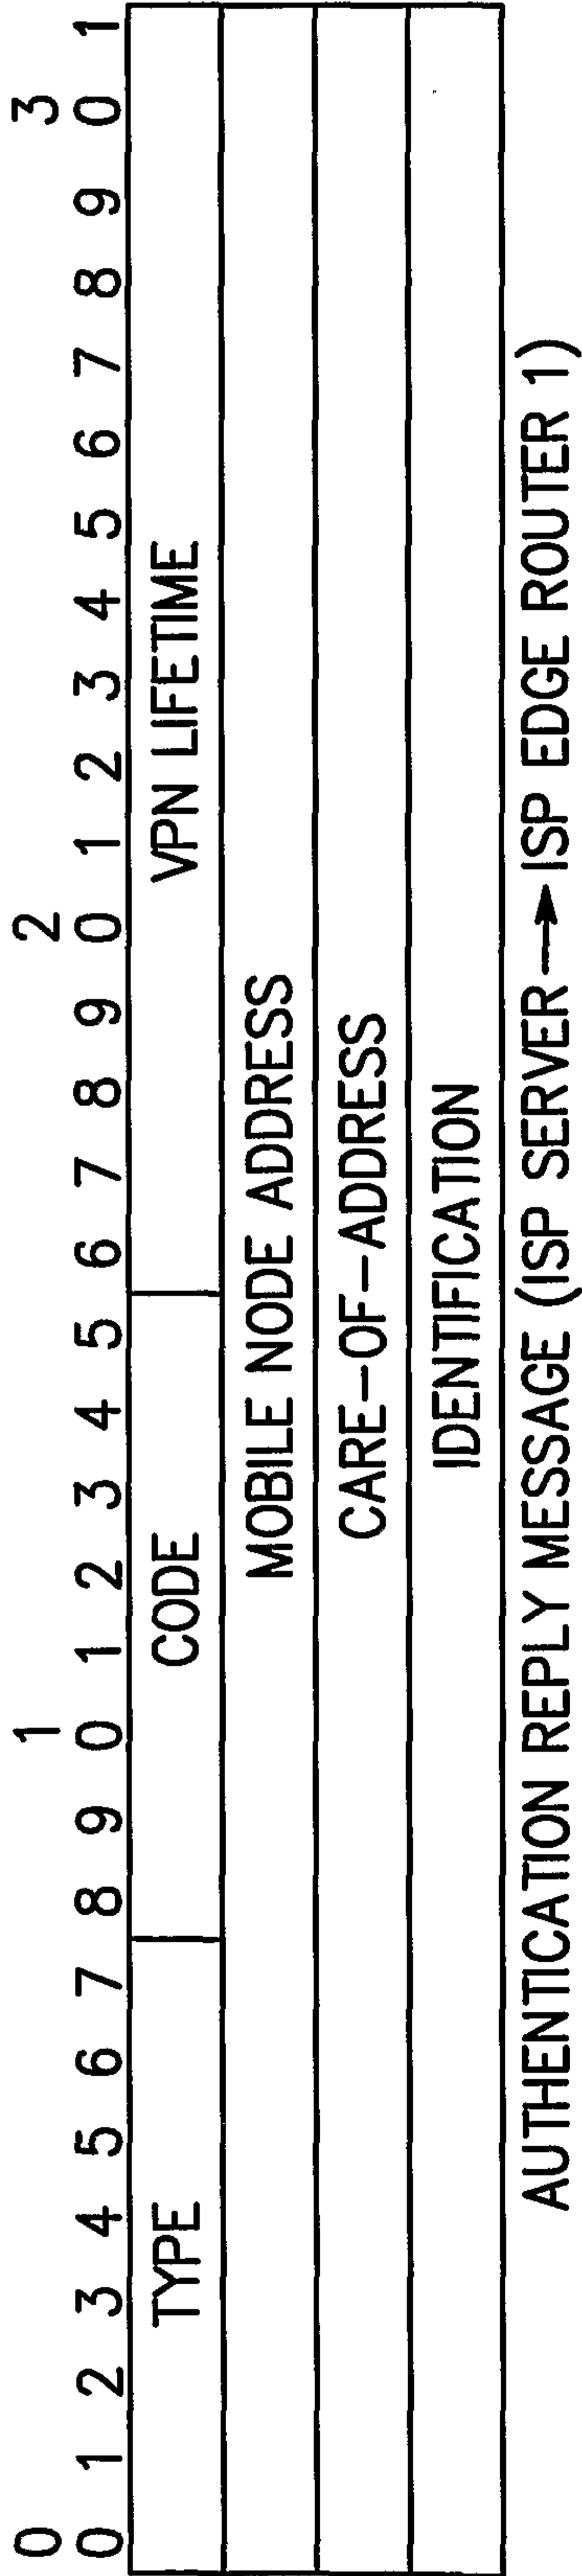 0 1 2 3
0 1 2 3 4 5 6 7 8 9 0 1 2 3 4 5 6 7 8 9 0 1 2 3 4 5 6 7 8 9 0 1
TYPE CODE VPN LIFETIME
MOBILE NODE ADDRESS
CARE-OF-ADDRESS
IDENTIFICATION
AUTHENTICATION REPLY MESSAGE (ISP SERVER→ISP EDGE ROUTER 1)